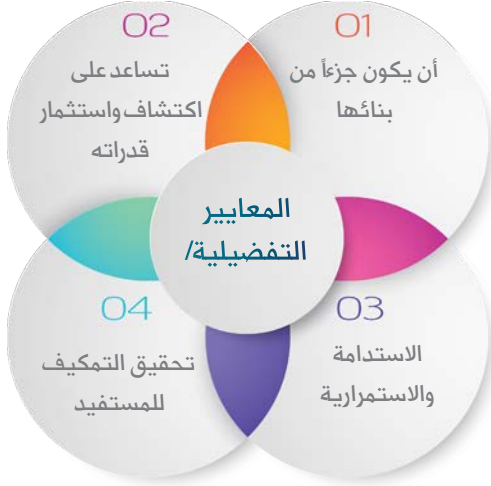 المعايير
التفضيلية/
01
أن يكون جزءاً من
بنائها
02
تساعد على
اكتشاف واستثمار
قدراته
03
الاستدامة
والاستمرارية
04
تحقيق التمكيف
للمستفيد